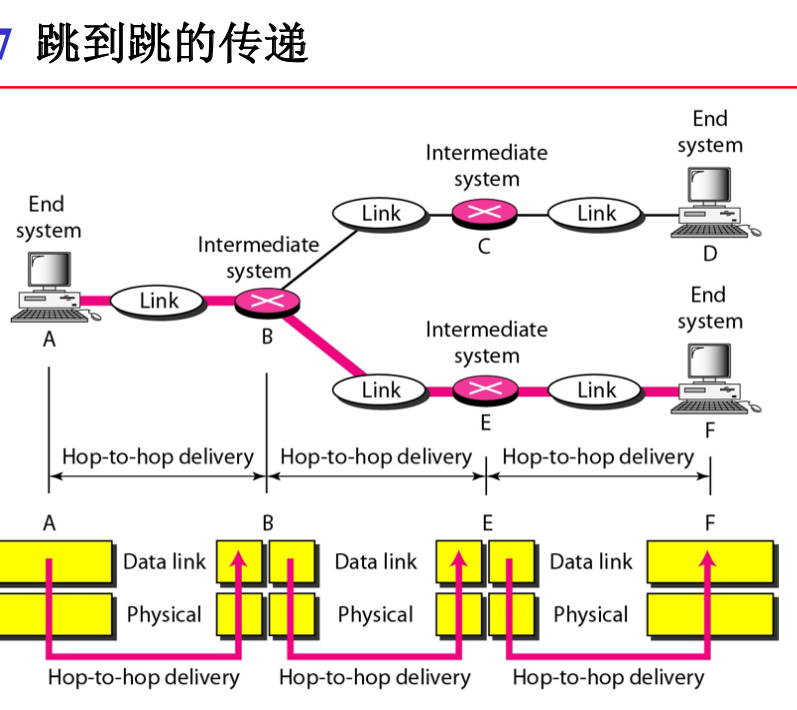 7 跳到跳的传递
End
system
Intermediate
system
Link
C
Link
D
End
system
A
Link
Intermediate
system
B
End
system
Intermediate
system
Link
E
Link
F
Hop-to-hop delivery
Hop-to-hop delivery
Hop-to-hop delivery
A
B
E
F
Data link
Data link
Data link
Physical
Physical
Physical
Hop-to-hop delivery
Hop-to-hop delivery
Hop-to-hop delivery